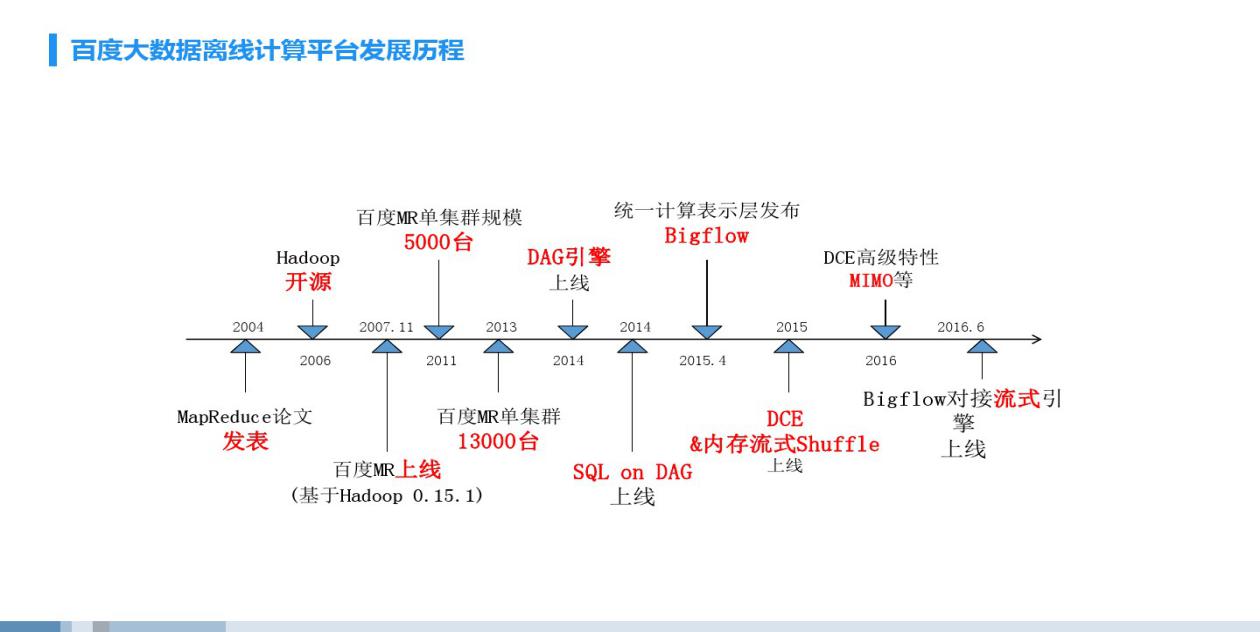 百度大数据离线计算平台发展历程
统一计算表示层发布
Bigflow
百度MR单集群规模
5000台
Hadoop
开源
DAG引擎
上线
DCE高级特性
MIMO等
2004
2007.11
2013
2014
2015
2016.6
2006
2011
2014
2015.4
2016
MapReduce论文
发表
百度MR上线
(基于Hadoop 0.15.1)
百度MR单集群
13000台
SQL on DAG
上线
DCE
&内存流式Shuffle
上线
Bigflow对接流式引
擎
上线